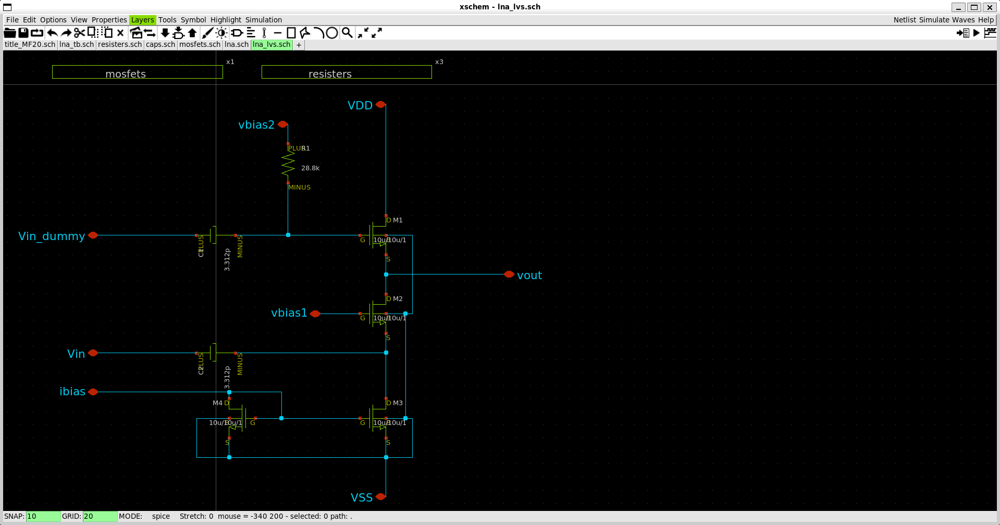 xschem - lna_lvs.sch
File Edit Options View Properties Layers Tools Symbol Highlight Simulation Netlist Simulate Waves Help
title_MF20.sch lna_tb.sch resisters.sch caps.sch mosfets.sch lna.sch lna_lvs.sch +
x1 x3
mosfets resisters
VDD
vbias2
PLUS R1
28.8k
MINUS
D M1
Vin_dummy
G 10u/1 10u/1
PLUS C1 MINUS
3.312p
S
vout
D M2
vbias1
G 10u/1 10u/1
S
Vin
PLUS C2 MINUS
3.312p
ibias
M4 D D M3
10u/1 10u/1 G G 10u/1 10u/1
S S
VSS
SNAP: 10 GRID: 20 MODE: spice Stretch: 0 mouse = -340 200 - selected: 0 path: .